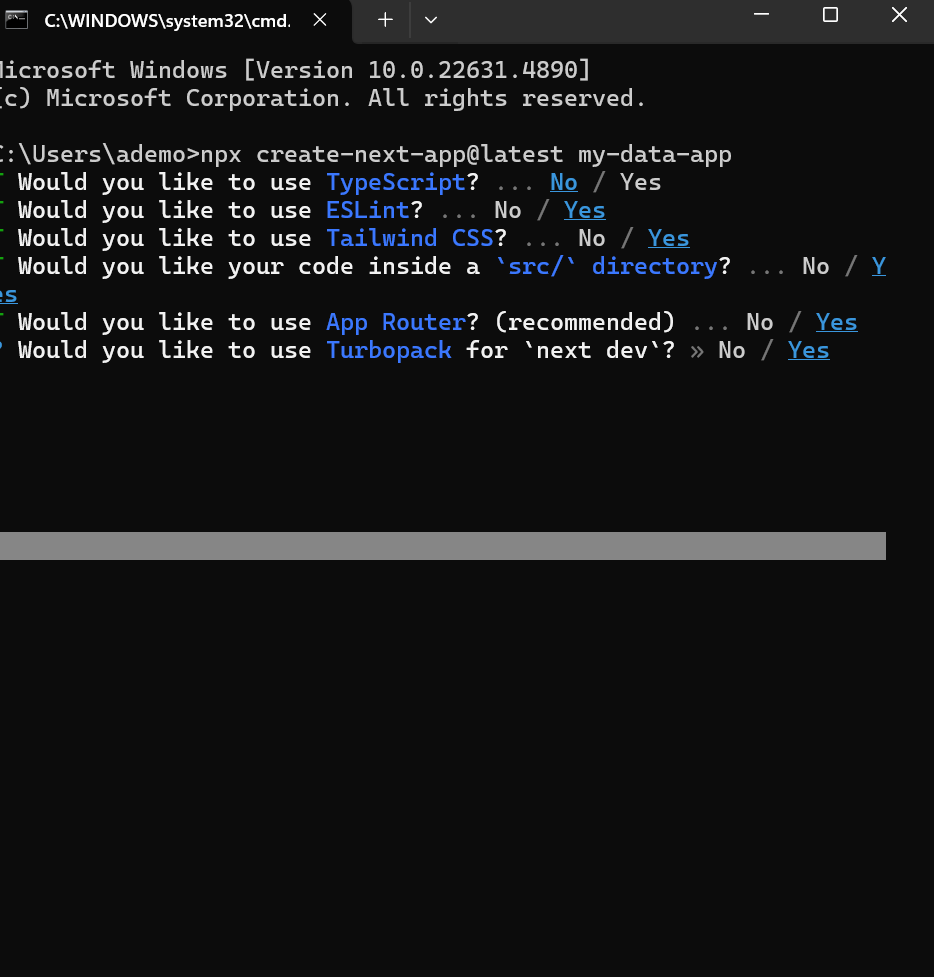 C:\WINDOWS\system32\cmd.
Microsoft Windows [Version 10.0.22631.4890]
(c) Microsoft Corporation. All rights reserved.
C:\Users\ademo>npx create-next-app@latest my-data-app
Would you like to use TypeScript? ... No / Yes
Would you like to use ESLint? ... No / Yes
Would you like to use Tailwind CSS? ... No / Yes
Would you like your code inside a `src/` directory? ... No / Y
es
Would you like to use App Router? (recommended) ... No / Yes
? Would you like to use Turbopack for `next dev`? » No / Yes